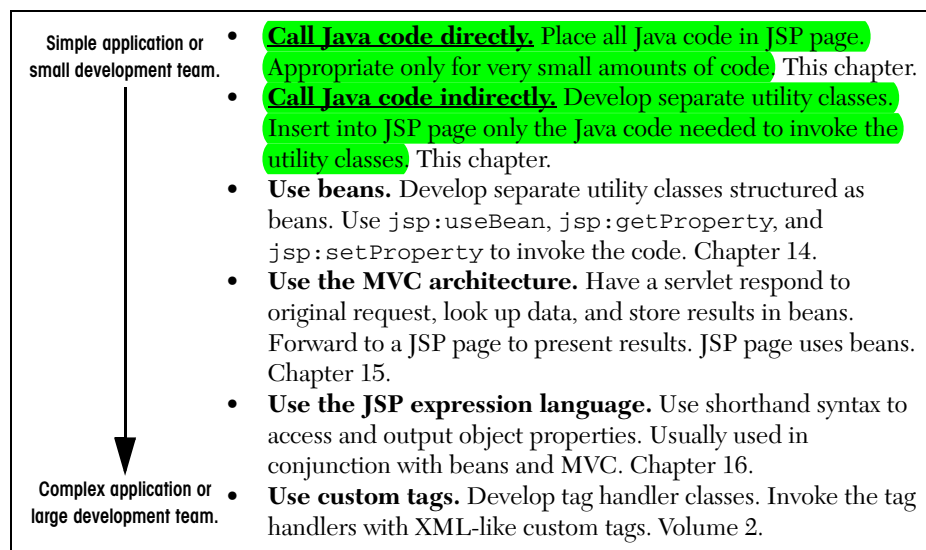 Simple application or
small development team.
• Call Java code directly. Place all Java code in JSP page.
Appropriate only for very small amounts of code. This chapter.
• Call Java code indirectly. Develop separate utility classes.
Insert into JSP page only the Java code needed to invoke the
utility classes. This chapter.
• Use beans. Develop separate utility classes structured as
beans. Use jsp:useBean, jsp:getProperty, and
jsp:setProperty to invoke the code. Chapter 14.
• Use the MVC architecture. Have a servlet respond to
original request, look up data, and store results in beans.
Forward to a JSP page to present results. JSP page uses beans.
Chapter 15.
• Use the JSP expression language. Use shorthand syntax to
access and output object properties. Usually used in
conjunction with beans and MVC. Chapter 16.
Complex application or
large development team.
• Use custom tags. Develop tag handler classes. Invoke the tag
handlers with XML-like custom tags. Volume 2.